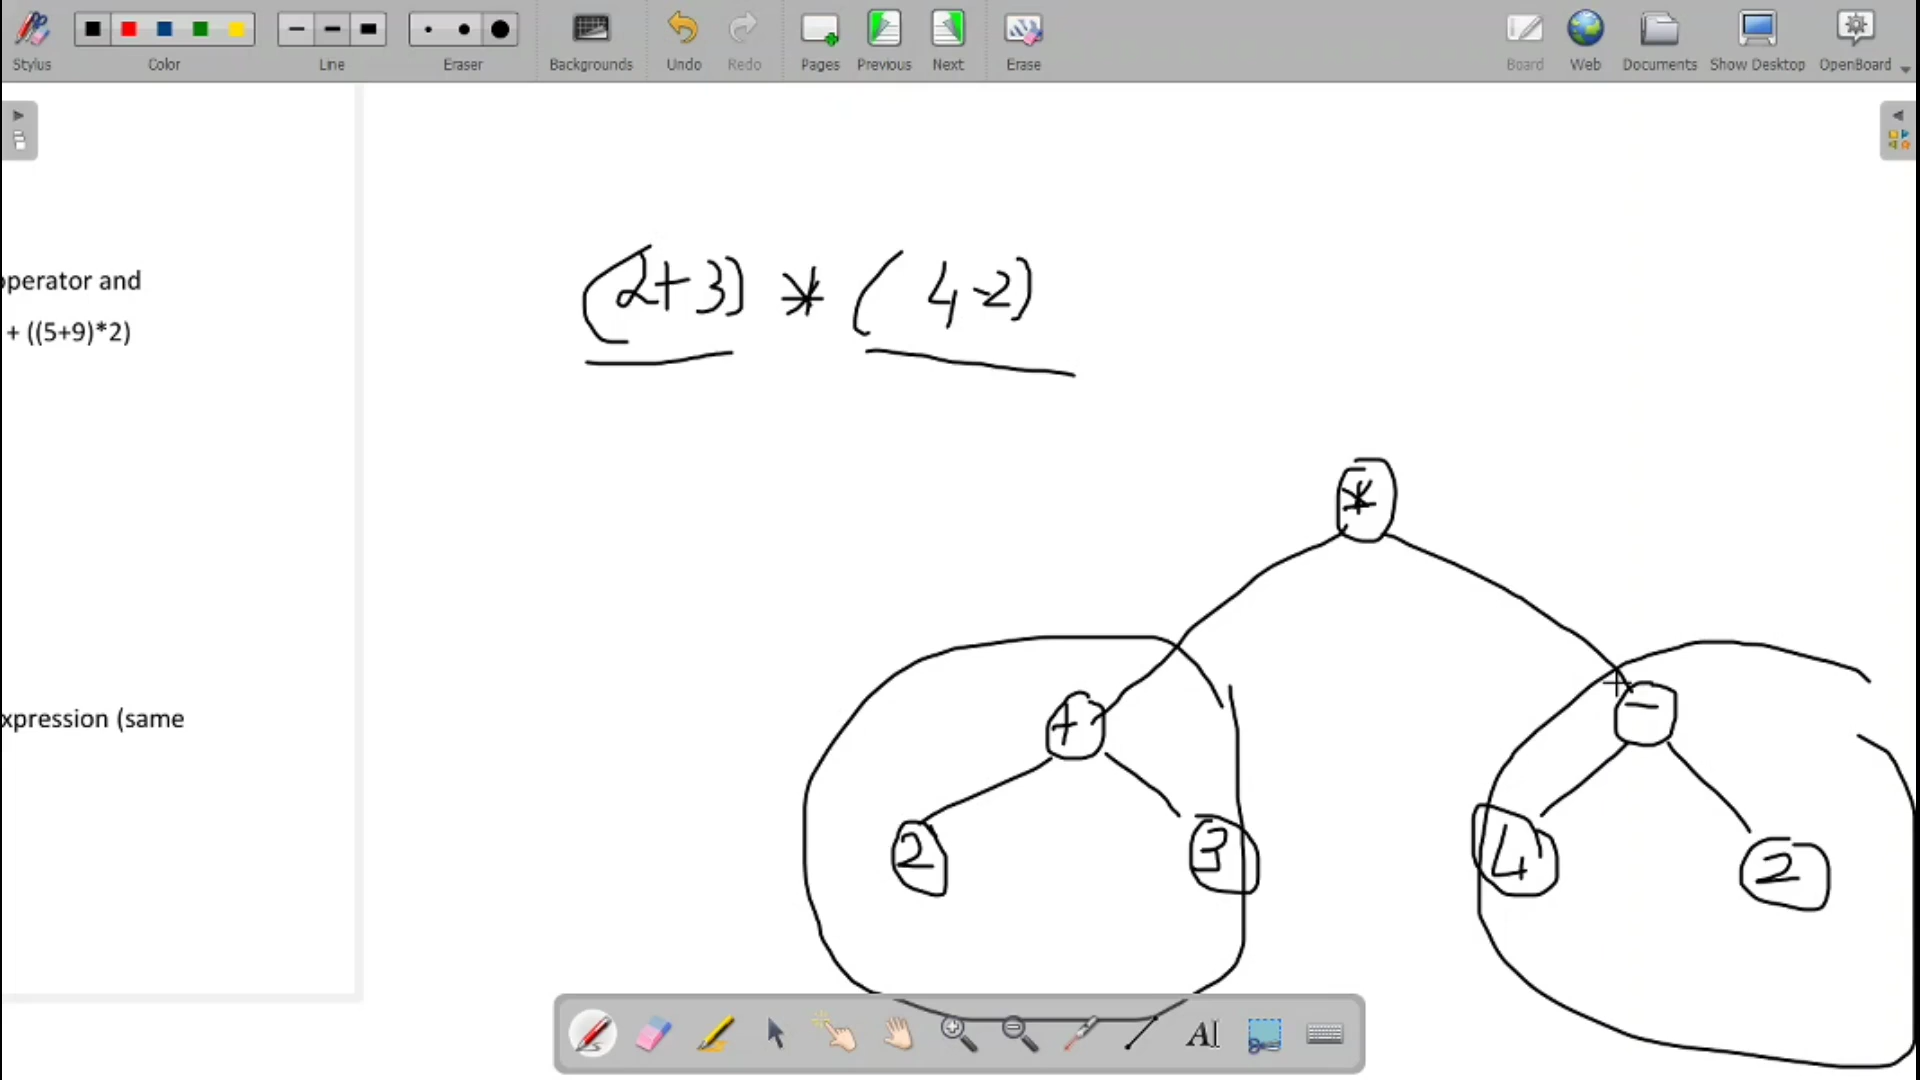 Stylus Color Line Eraser Backgrounds Undo Redo Pages Previous Next Erase Board Web Documents Show Desktop OpenBoard
operator and
+ ((5+9)*2)
xpression (same
(2+3) * ( 4-2)
*
+ -
2 3 4 2